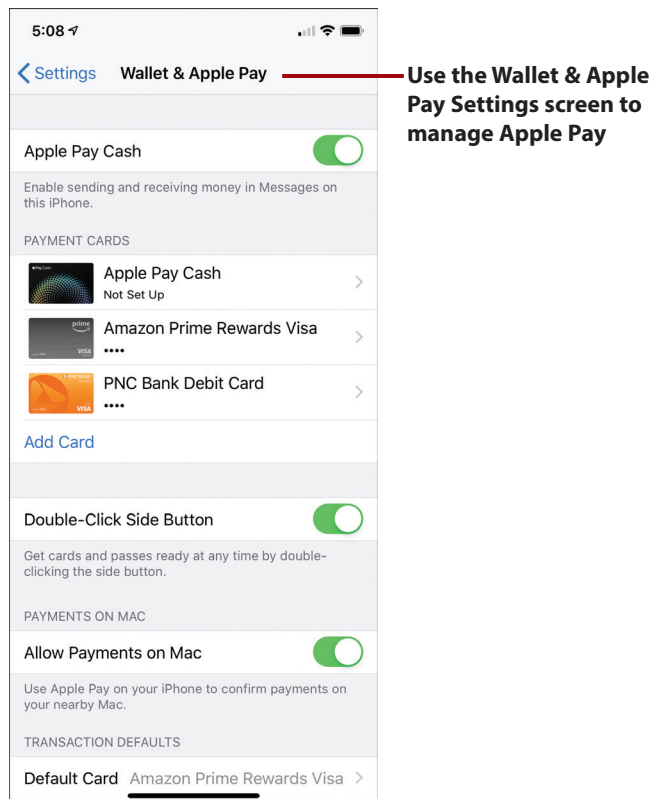 5:08
Settings
Wallet & Apple Pay
Use the Wallet & Apple
Pay Settings screen to
manage Apple Pay
Apple Pay Cash
Enable sending and receiving money in Messages on
this iPhone.
PAYMENT CARDS
Apple Pay Cash
Not Set Up
prime
VISA
Amazon Prime Rewards Visa
••••
VISA
PNC Bank Debit Card
••••
Add Card
Double-Click Side Button
Get cards and passes ready at any time by double-
clicking the side button.
PAYMENTS ON MAC
Allow Payments on Mac
Use Apple Pay on your iPhone to confirm payments on
your nearby Mac.
TRANSACTION DEFAULTS
Default Card Amazon Prime Rewards Visa